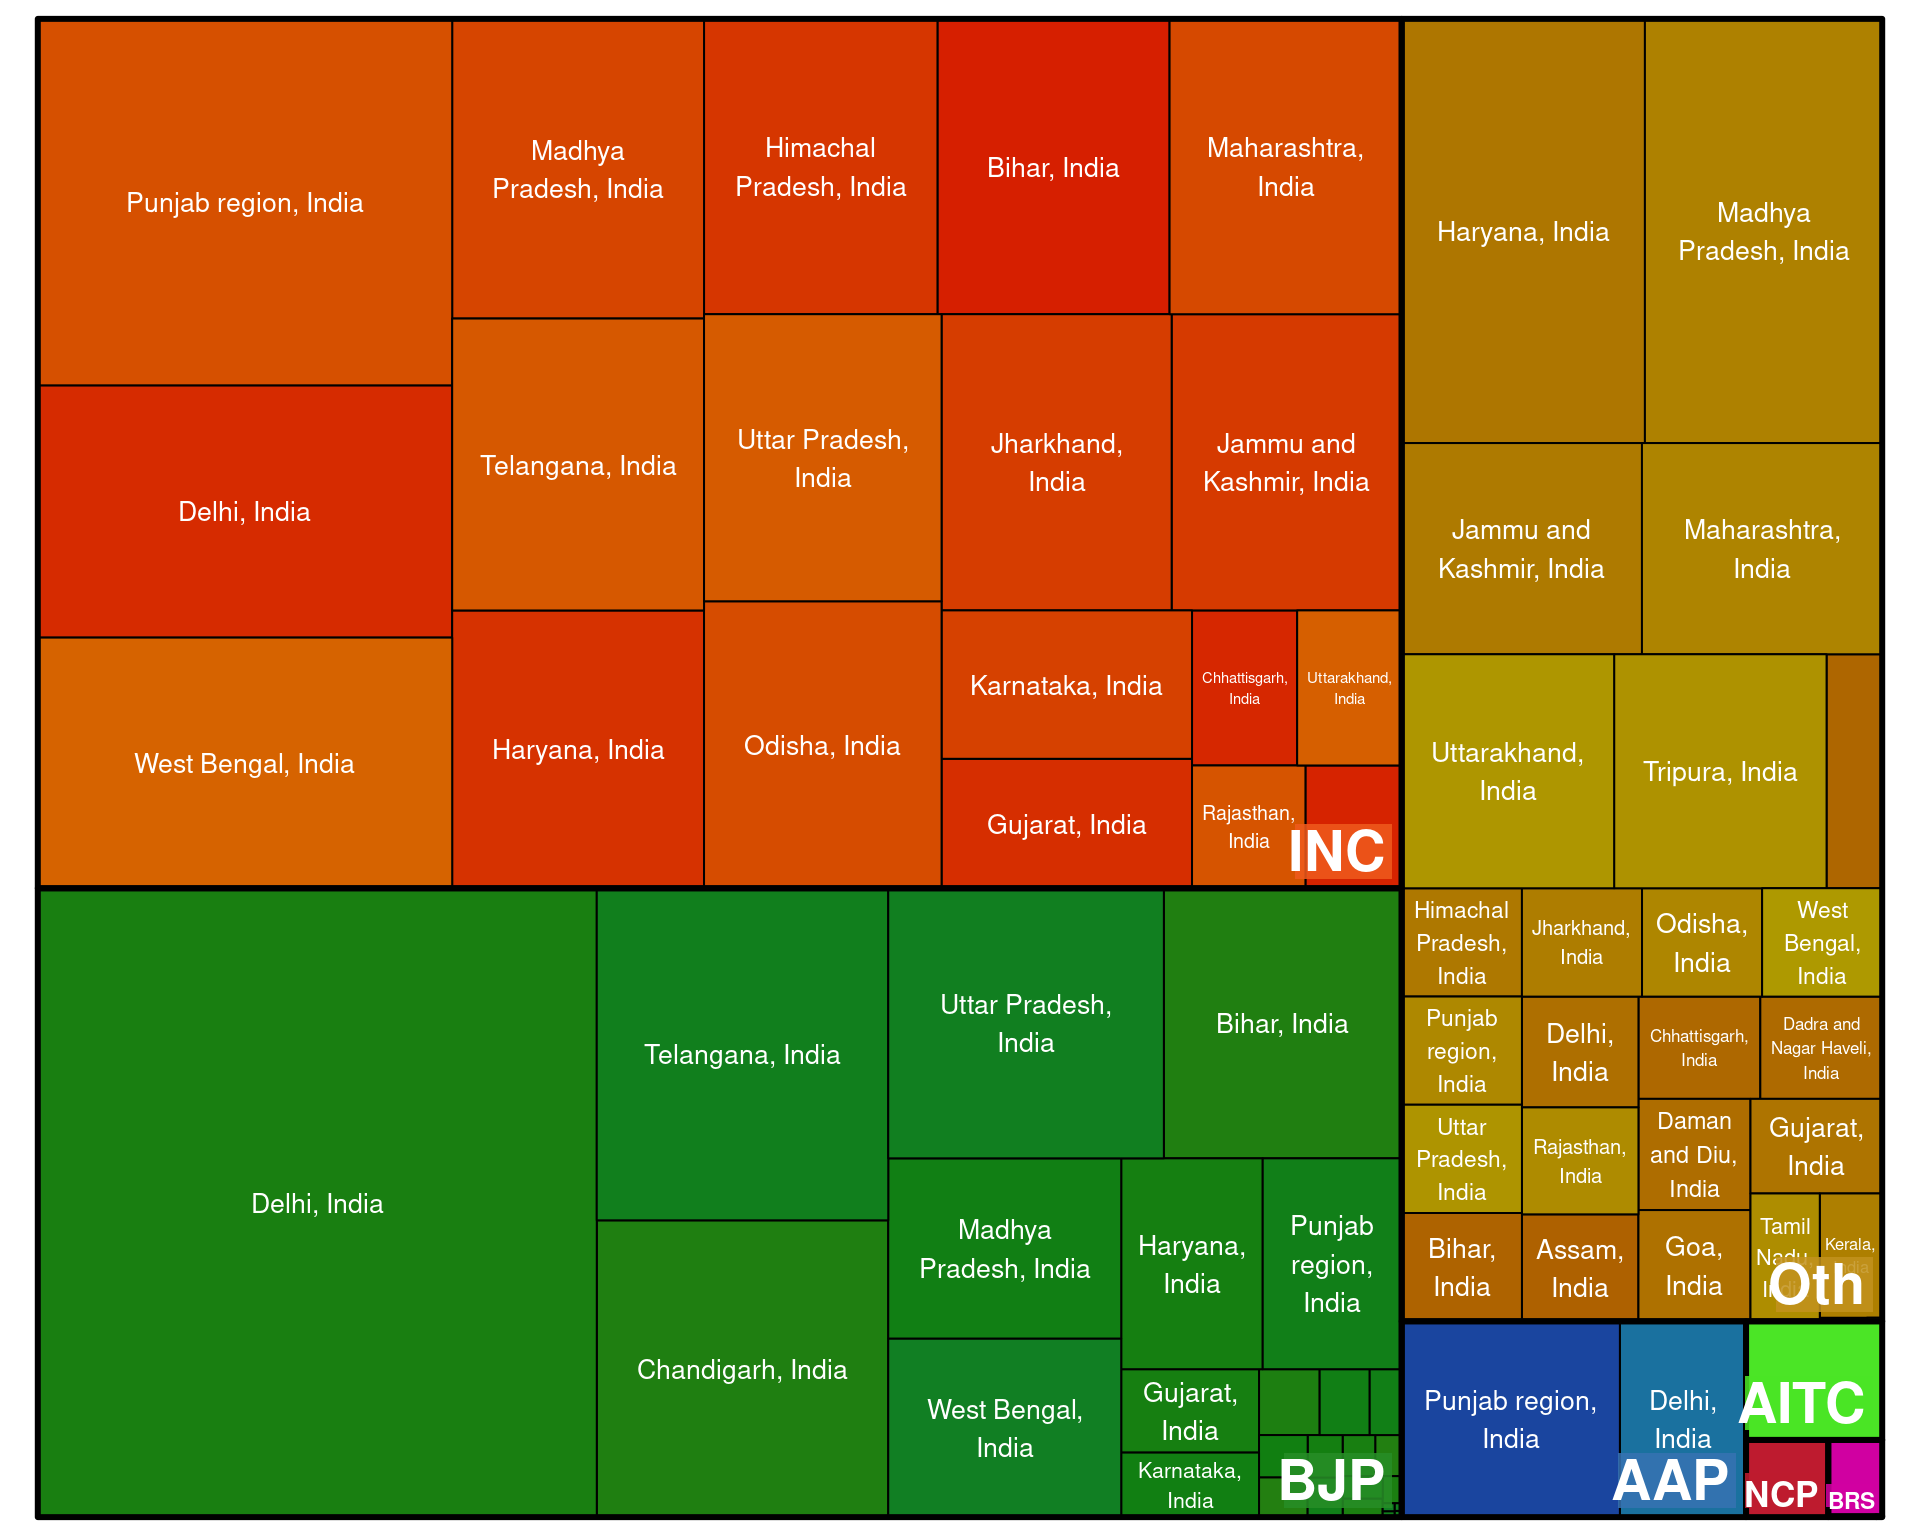 Punjab region, India
Delhi, India
West Bengal, India
Madhya
Pradesh, India
Telangana, India
Haryana, India
Himachal
Pradesh, India
Uttar Pradesh,
India
Odisha, India
Bihar, India
Maharashtra,
India
Jharkhand,
India
Jammu and
Kashmir, India
Karnataka, India
Gujarat, India
Chhattisgarh,
India
Uttarakhand,
India
Rajasthan,
India
INC
Delhi, India
Telangana, India
Chandigarh, India
Uttar Pradesh,
India
Bihar, India
Madhya
Pradesh, India
West Bengal,
India
Haryana,
India
Punjab
region,
India
Gujarat,
India
Karnataka,
India
BJP
Haryana, India
Madhya
Pradesh, India
Jammu and
Kashmir, India
Maharashtra,
India
Uttarakhand,
India
Tripura, India
Himachal
Pradesh,
India
Jharkhand,
India
Odisha,
India
West
Bengal,
India
Punjab
region,
India
Delhi,
India
Chhattisgarh,
India
Dadra and
Nagar Haveli,
India
Uttar
Pradesh,
India
Rajasthan,
India
Daman
and Diu,
India
Gujarat,
India
Bihar,
India
Assam,
India
Goa,
India
Tamil
Nadu,
India
Kerala,
India
Oth
Punjab region,
India
Delhi,
India
AAP
AITC
NCP
BRS